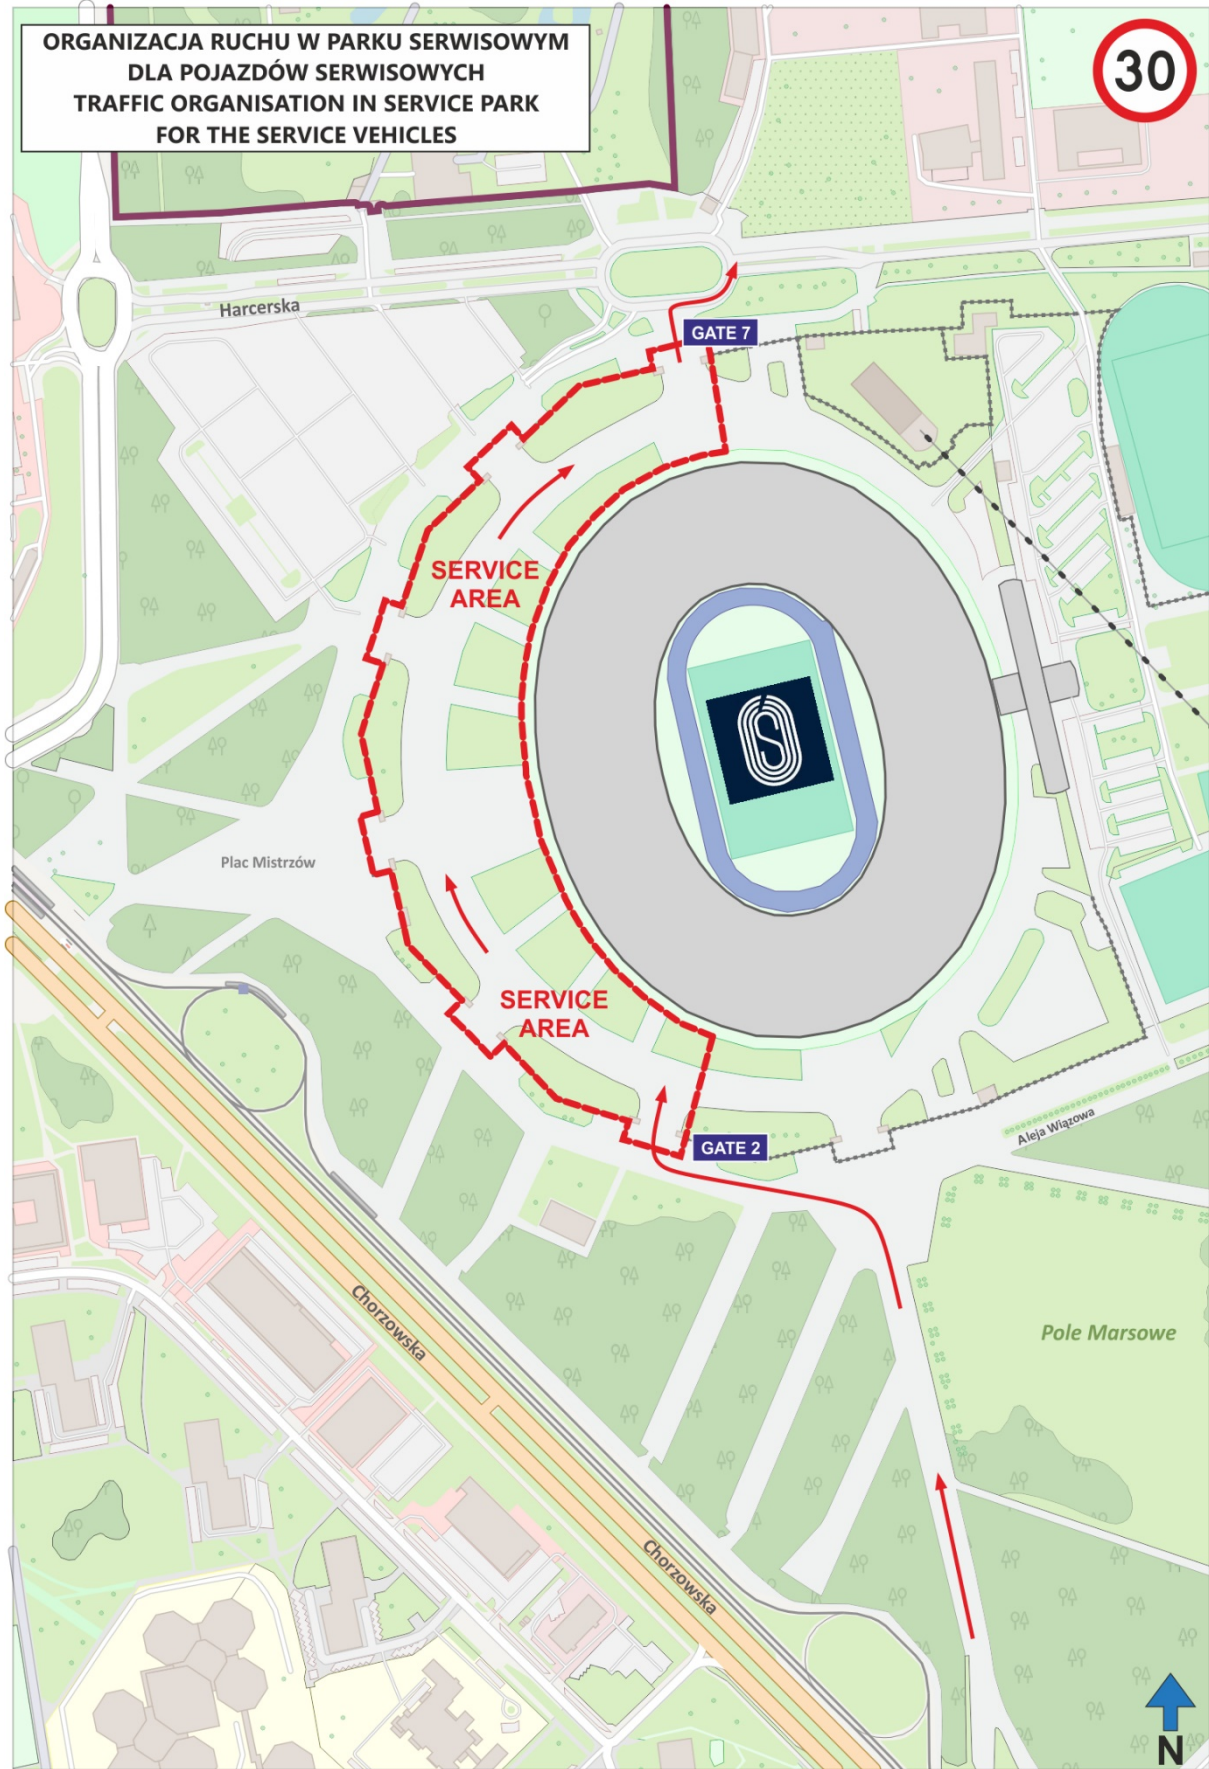 ORGANIZACJA RUCHU W PARKU SERWISOWYM
DLA POJAZDÓW SERWISOWYCH
TRAFFIC ORGANISATION IN SERVICE PARK
FOR THE SERVICE VEHICLES
30
Harcerska
GATE 7
SERVICE
AREA
Plac Mistrzów
SERVICE
AREA
GATE 2
Aleja Wiązowa
Chorzowska
Pole Marsowe
Chorzowska
N